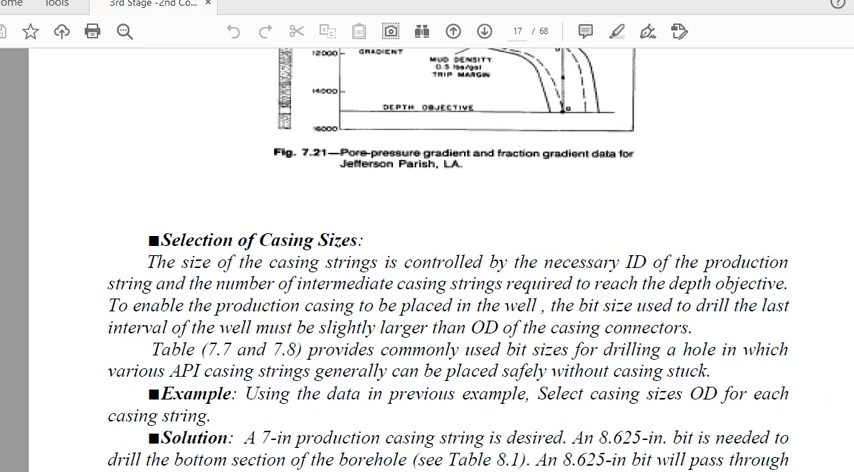 ome Tools 3rd Stage -2nd Co... ×
17 / 68
12000 GRADIENT
MUD DENSITY
0.5 lbs/gal
TRIP MARGIN
14000
DEPTH OBJECTIVE
16000
Fig. 7.21—Pore-pressure gradient and fraction gradient data for
Jefferson Parish, LA.
■Selection of Casing Sizes:
The size of the casing strings is controlled by the necessary ID of the production
string and the number of intermediate casing strings required to reach the depth objective.
To enable the production casing to be placed in the well , the bit size used to drill the last
interval of the well must be slightly larger than OD of the casing connectors.
Table (7.7 and 7.8) provides commonly used bit sizes for drilling a hole in which
various API casing strings generally can be placed safely without casing stuck.
■Example: Using the data in previous example, Select casing sizes OD for each
casing string.
■Solution: A 7-in production casing string is desired. An 8.625-in. bit is needed to
drill the bottom section of the borehole (see Table 8.1). An 8.625-in bit will pass through